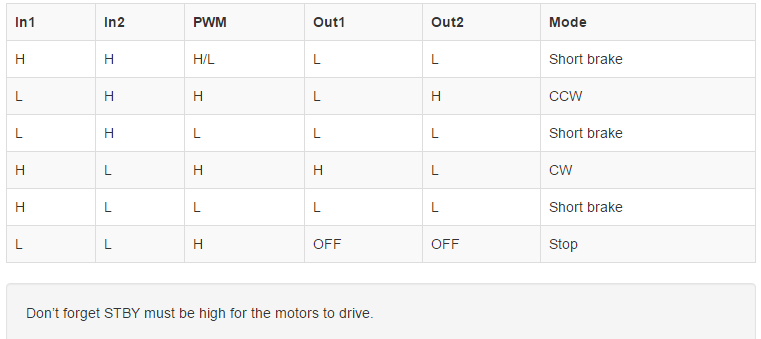 In1 In2 PWM Out1 Out2 Mode
H H H/L L L Short brake
L H H L H CCW
L H L L L Short brake
H L H H L CW
H L L L L Short brake
L L H OFF OFF Stop
Don’t forget STBY must be high for the motors to drive.